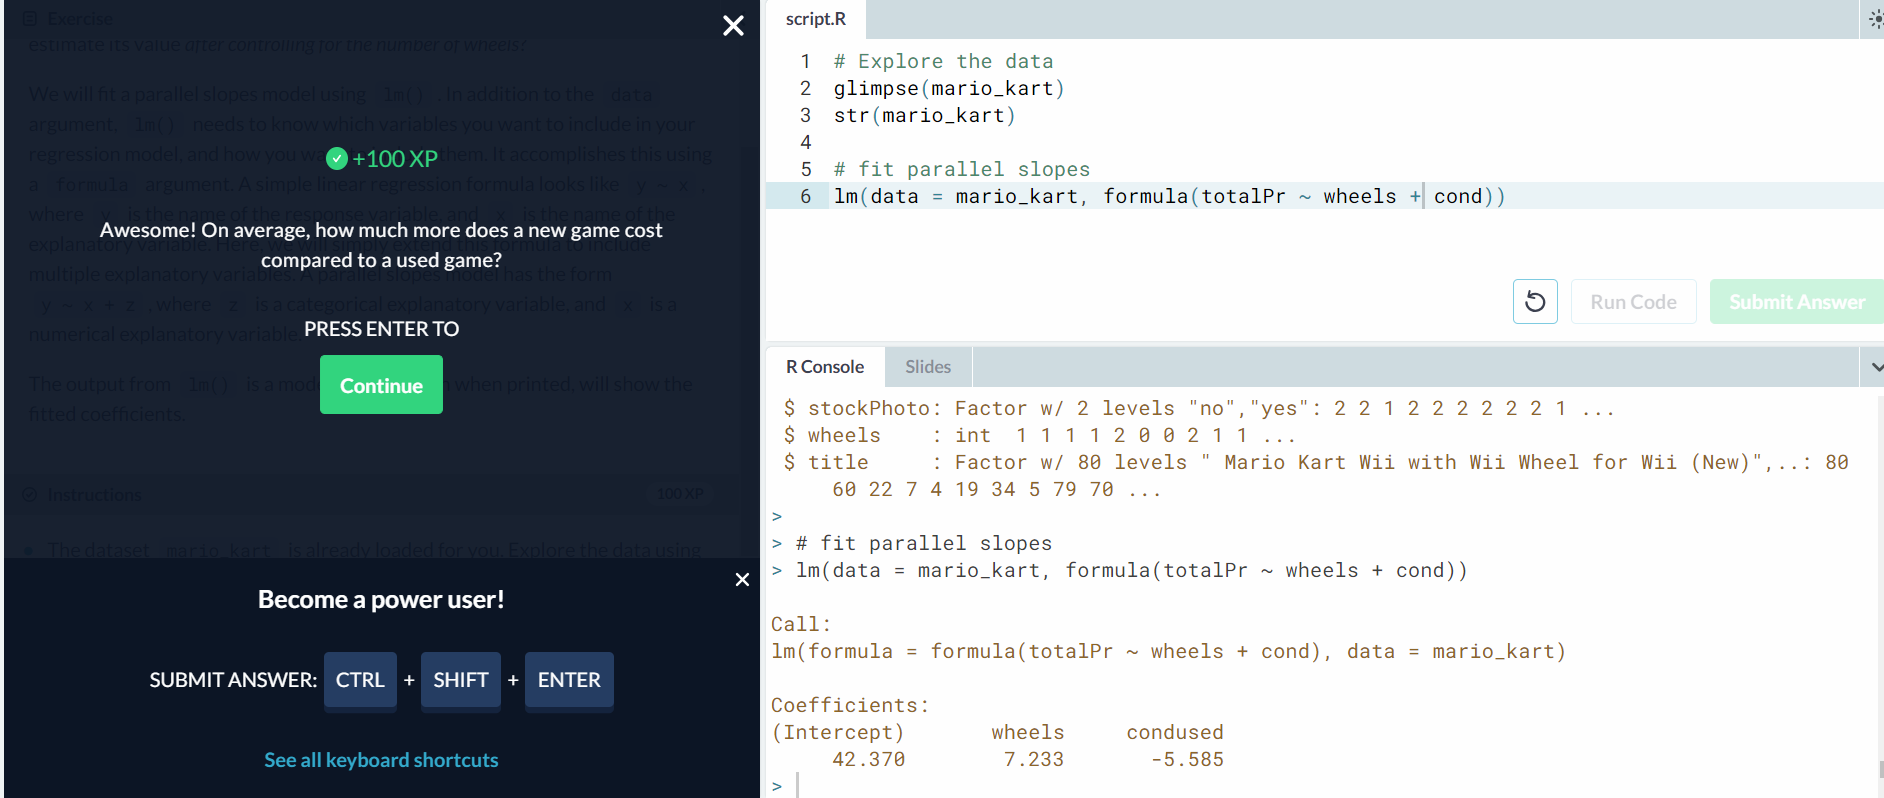 Exercise
estimate its value after controlling for the number of wheels?
We will fit a parallel slopes model using lm() . In addition to the data
argument, lm() needs to know which variables you want to include in your
regression model, and how you wa them. It accomplishes this using
a formula argument. A simple linear regression formula looks like y ~ x ,
where y is the name of the response variable, and x is the name of the
explanatory variable. Here, we will simply extend this formula to include
multiple explanatory variables. A parallel slopes model has the form
y ~ x + z , where z is a categorical explanatory variable, and x is a
numerical explanatory variable.
The output from lm() is a mod when printed, will show the
fitted coefficients.
Instructions
100 XP
The dataset mario_kart is already loaded for you. Explore the data using
+100 XP
Awesome! On average, how much more does a new game cost
compared to a used game?
PRESS ENTER TO
Continue
Become a power user!
SUBMIT ANSWER: CTRL + SHIFT + ENTER
See all keyboard shortcuts
script.R
1 # Explore the data
2 glimpse(mario_kart)
3 str(mario_kart)
4
5 # fit parallel slopes
6 lm(data = mario_kart, formula(totalPr ~ wheels + cond))
Run Code
Submit Answer
R Console
Slides
$ stockPhoto: Factor w/ 2 levels "no","yes": 2 2 1 2 2 2 2 2 2 1 ...
$ wheels : int 1 1 1 1 2 0 0 2 1 1 ...
$ title : Factor w/ 80 levels " Mario Kart Wii with Wii Wheel for Wii (New)",..: 80
60 22 7 4 19 34 5 79 70 ...
>
> # fit parallel slopes
> lm(data = mario_kart, formula(totalPr ~ wheels + cond))
Call:
lm(formula = formula(totalPr ~ wheels + cond), data = mario_kart)
Coefficients:
(Intercept) wheels condused
42.370 7.233 -5.585
>